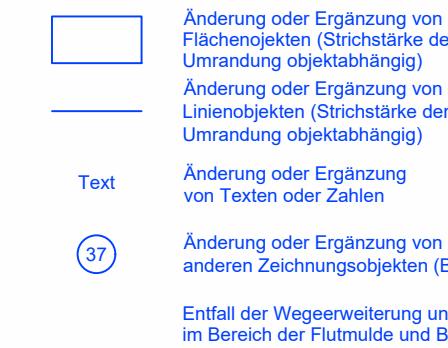 Änderung oder Ergänzung von
Flächenojekten (Strichstärke de
Umrandung objektabhängig)
Änderung oder Ergänzung von
Linienobjekten (Strichstärke der
Umrandung objektabhängig)
Text
Änderung oder Ergänzung
von Texten oder Zahlen
37
Änderung oder Ergänzung von
anderen Zeichnungsobjekten (
Entfall der Wegeerweiterung un
im Bereich der Flutmulde und